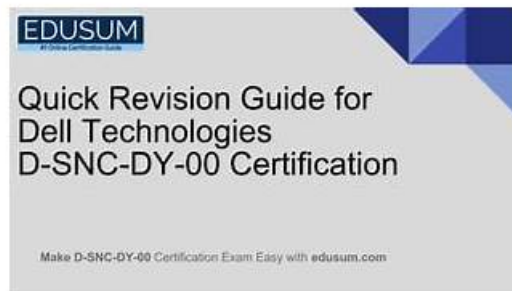 EDUSUM
#1 Online Certification Guide
Quick Revision Guide for
Dell Technologies
D-SNC-DY-00 Certification
Make D-SNC-DY-00 Certification Exam Easy with edusum.com